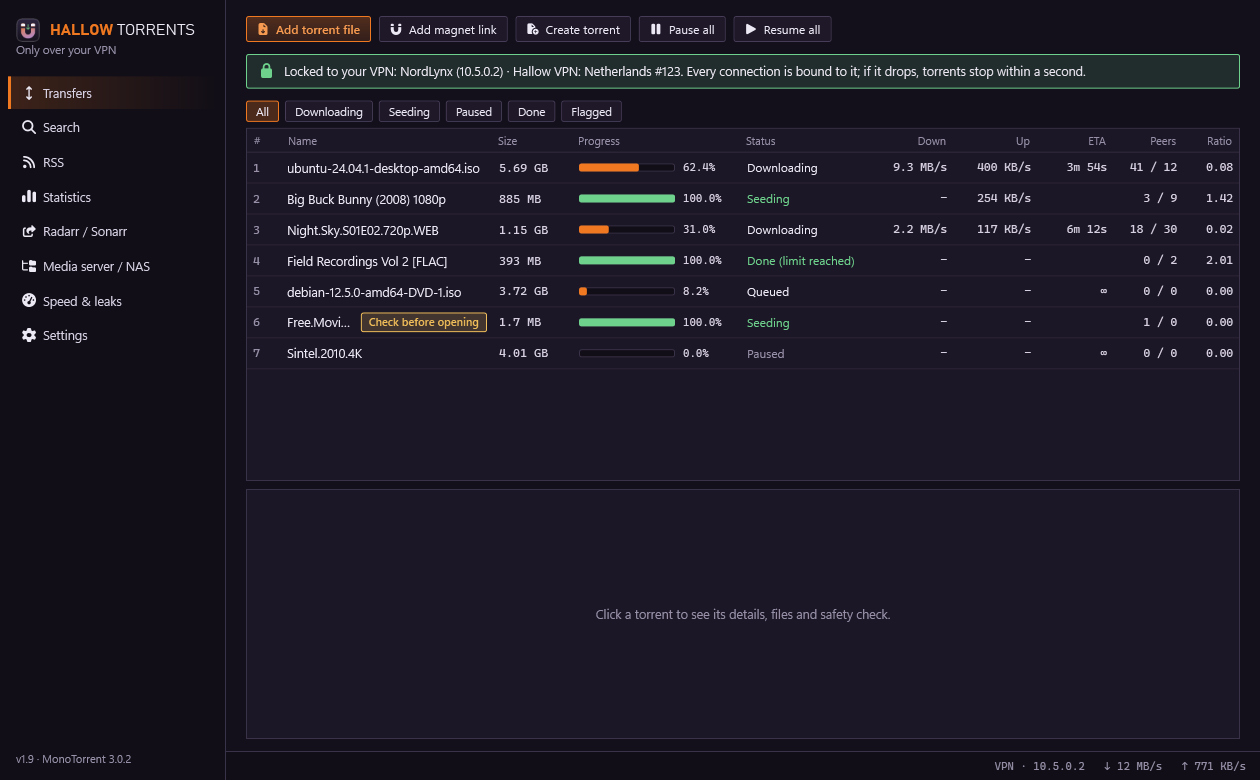 HALLOW TORRENTS
Only over your VPN
Transfers
Search
RSS
Statistics
Radarr / Sonarr
Media server / NAS
Speed & leaks
Settings
v1.9 · MonoTorrent 3.0.2
Add torrent file Add magnet link Create torrent Pause all Resume all
Locked to your VPN: NordLynx (10.5.0.2) · Hallow VPN: Netherlands #123. Every connection is bound to it; if it drops, torrents stop within a second.
All Downloading Seeding Paused Done Flagged
# Name Size Progress Status Down Up ETA Peers Ratio
1 ubuntu-24.04.1-desktop-amd64.iso 5.69 GB 62.4% Downloading 9.3 MB/s 400 KB/s 3m 54s 41 / 12 0.08
2 Big Buck Bunny (2008) 1080p 885 MB 100.0% Seeding – 254 KB/s 3 / 9 1.42
3 Night.Sky.S01E02.720p.WEB 1.15 GB 31.0% Downloading 2.2 MB/s 117 KB/s 6m 12s 18 / 30 0.02
4 Field Recordings Vol 2 [FLAC] 393 MB 100.0% Done (limit reached) – – 0 / 2 2.01
5 debian-12.5.0-amd64-DVD-1.iso 3.72 GB 8.2% Queued – – ∞ 0 / 0 0.00
6 Free.Movi... Check before opening 1.7 MB 100.0% Seeding – – 1 / 0 0.00
7 Sintel.2010.4K 4.01 GB 0.0% Paused – – ∞ 0 / 0 0.00
Click a torrent to see its details, files and safety check.
VPN · 10.5.0.2 ↓ 12 MB/s ↑ 771 KB/s